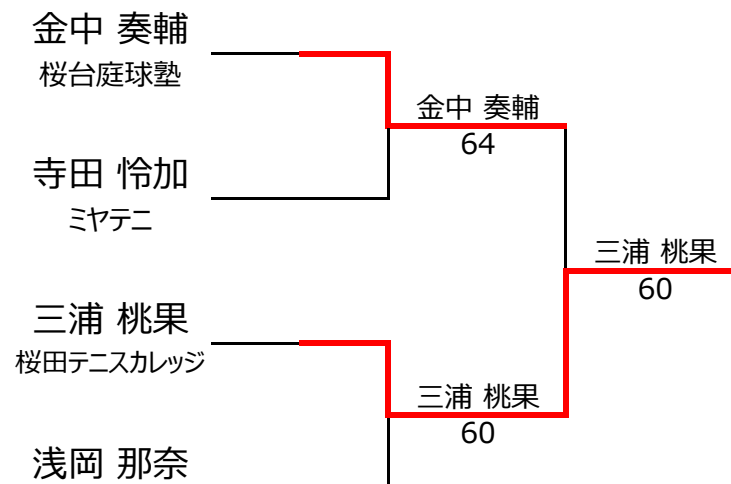 金中 奏輔
桜台庭球塾
金中 奏輔
64
寺田 怜加
ミヤテニ
三浦 桃果
60
三浦 桃果
桜田テニスカレッジ
三浦 桃果
60
浅岡 那奈